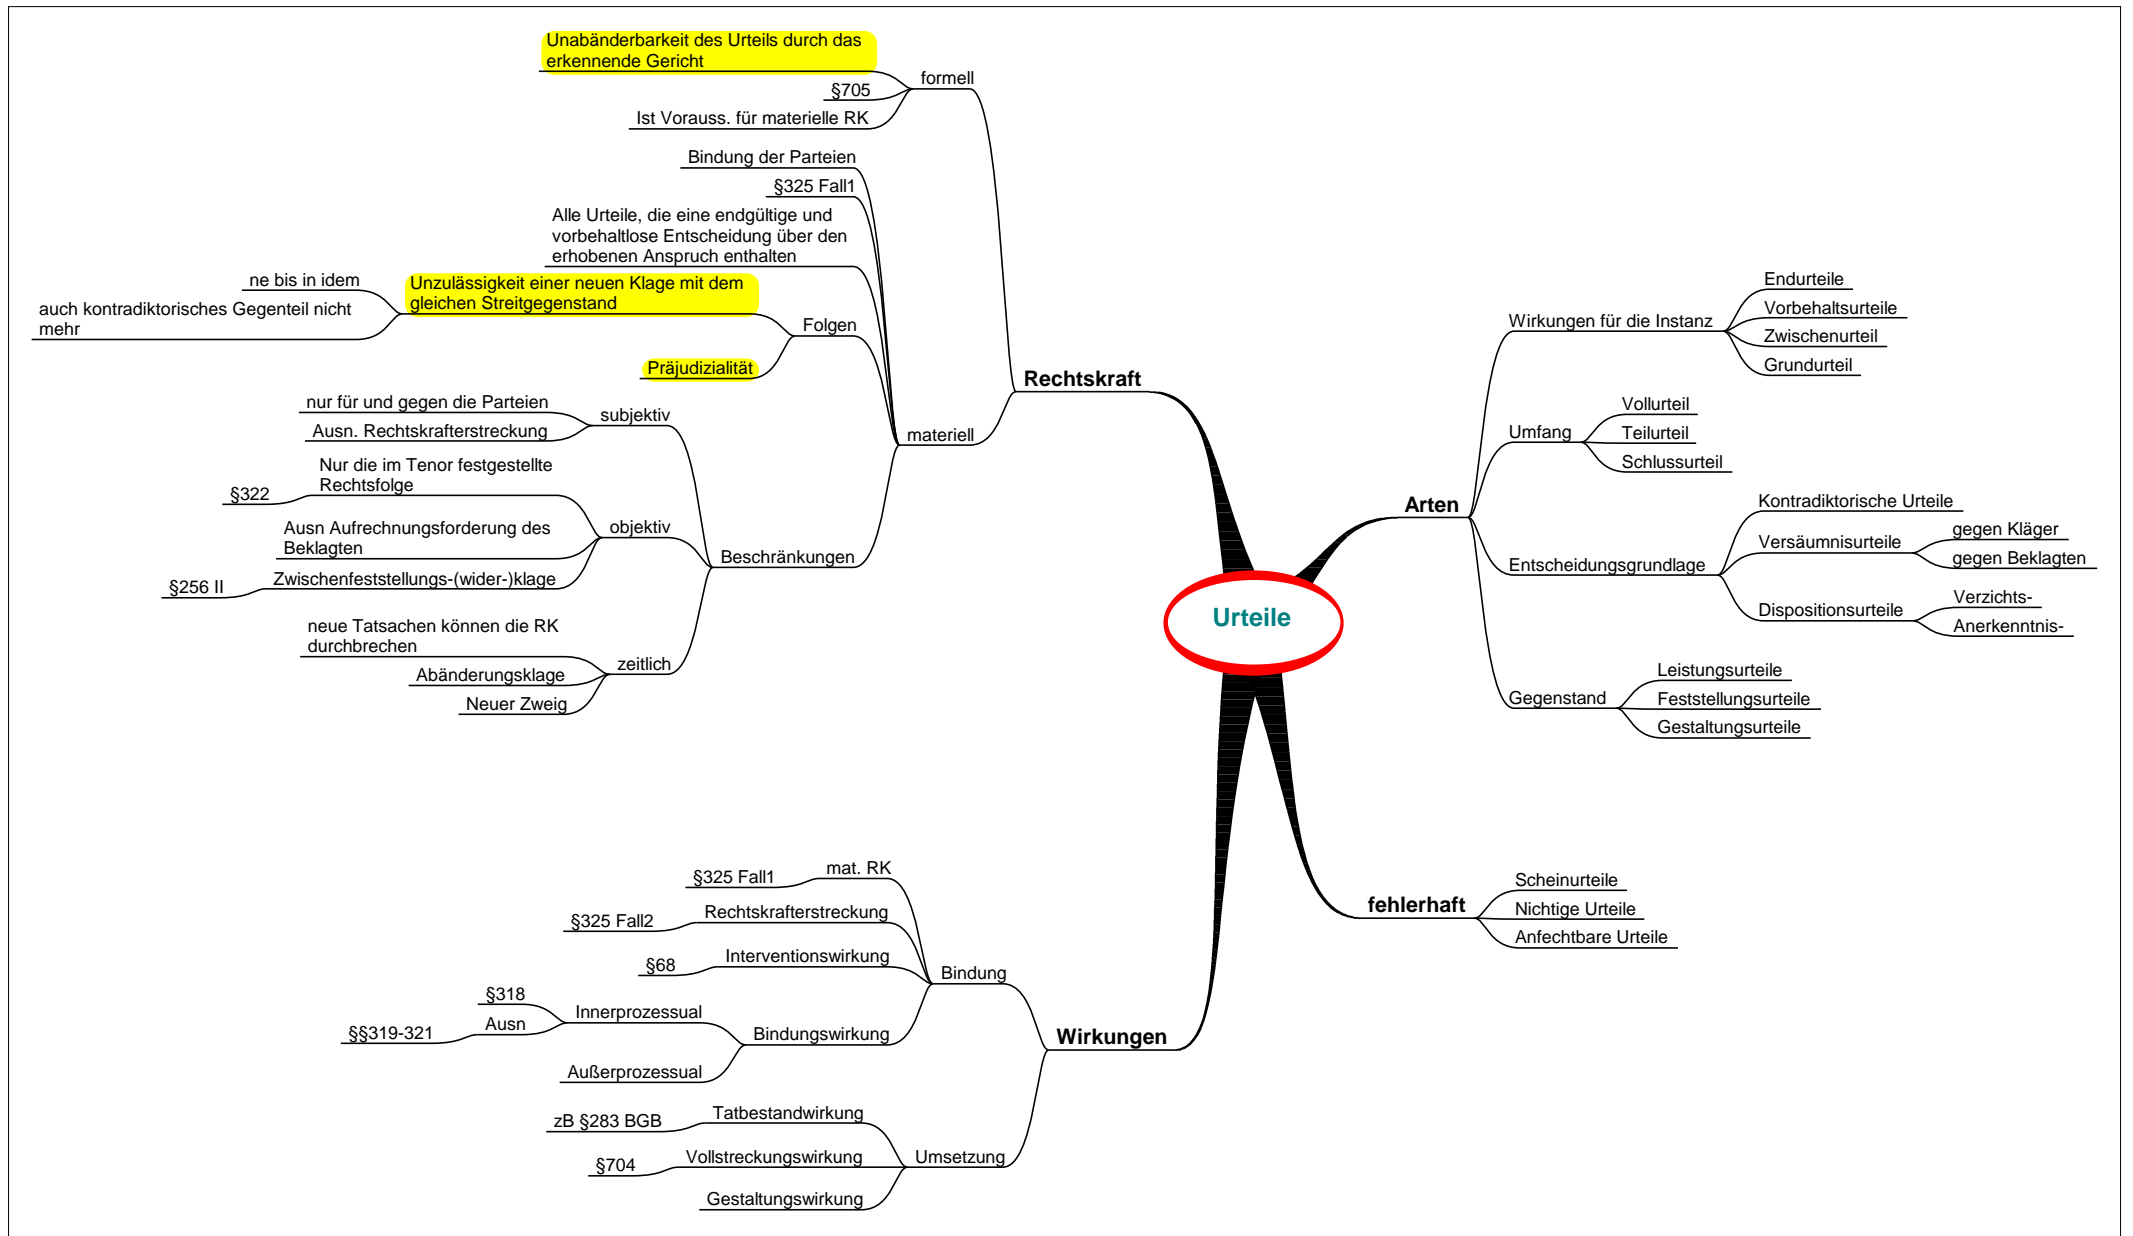 Urteile
Rechtskraft
formell
Unabänderbarkeit des Urteils durch das
erkennende Gericht
§705
Ist Vorauss. für materielle RK
materiell
Bindung der Parteien
§325 Fall1
Alle Urteile, die eine endgültige und
vorbehaltlose Entscheidung über den
erhobenen Anspruch enthalten
Folgen
Unzulässigkeit einer neuen Klage mit dem
gleichen Streitgegenstand
ne bis in idem
auch kontradiktorisches Gegenteil nicht
mehr
Präjudizialität
Beschränkungen
subjektiv
nur für und gegen die Parteien
Ausn. Rechtskrafterstreckung
objektiv
Nur die im Tenor festgestellte
Rechtsfolge
§322
Ausn Aufrechnungsforderung des
Beklagten
Zwischenfeststellungs-(wider-)klage
§256 II
zeitlich
neue Tatsachen können die RK
durchbrechen
Abänderungsklage
Neuer Zweig
Arten
Wirkungen für die Instanz
Endurteile
Vorbehaltsurteile
Zwischenurteil
Grundurteil
Umfang
Vollurteil
Teilurteil
Schlussurteil
Entscheidungsgrundlage
Kontradiktorische Urteile
Versäumnisurteile
gegen Kläger
gegen Beklagten
Dispositionsurteile
Verzichts-
Anerkenntnis-
Gegenstand
Leistungsurteile
Feststellungsurteile
Gestaltungsurteile
fehlerhaft
Scheinurteile
Nichtige Urteile
Anfechtbare Urteile
Wirkungen
Bindung
mat. RK
§325 Fall1
Rechtskrafterstreckung
§325 Fall2
Interventionswirkung
§68
Bindungswirkung
Innerprozessual
§318
Ausn
§§319-321
Außerprozessual
Umsetzung
Tatbestandwirkung
zB §283 BGB
Vollstreckungswirkung
§704
Gestaltungswirkung